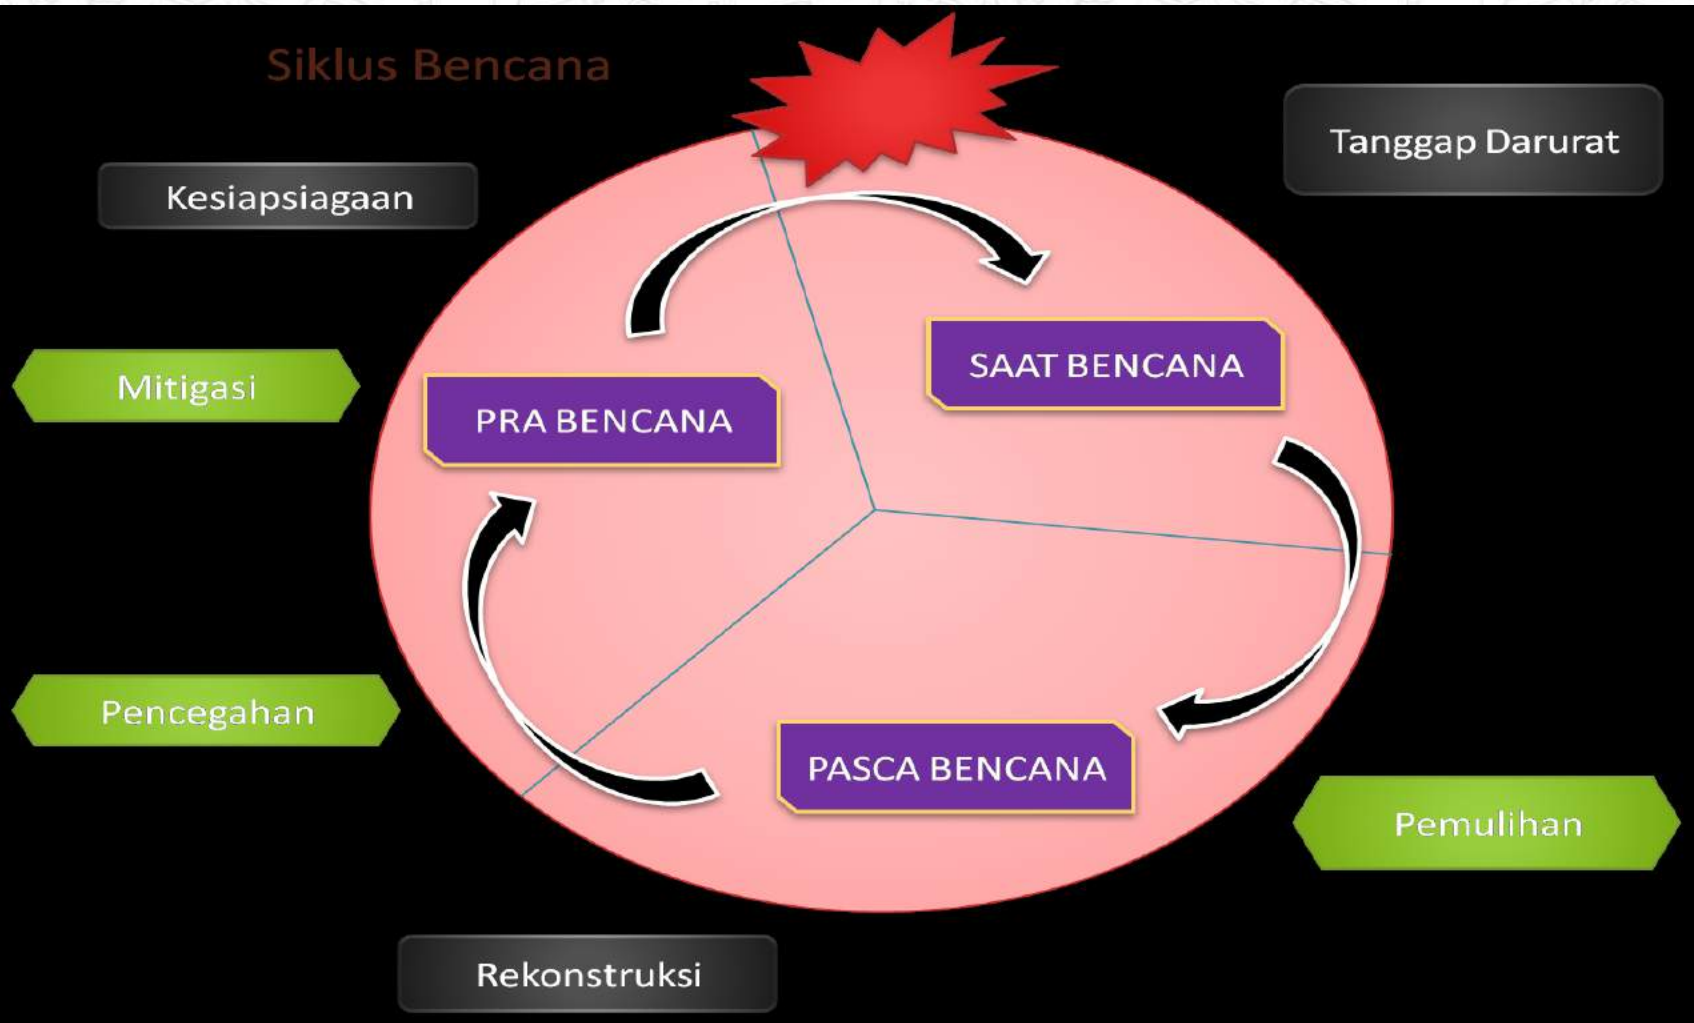 Siklus Bencana
Tanggap Darurat
Kesiapsiagaan
SAAT BENCANA
Mitigasi
PRA BENCANA
Pencegahan
PASCA BENCANA
Pemulihan
Rekonstruksi